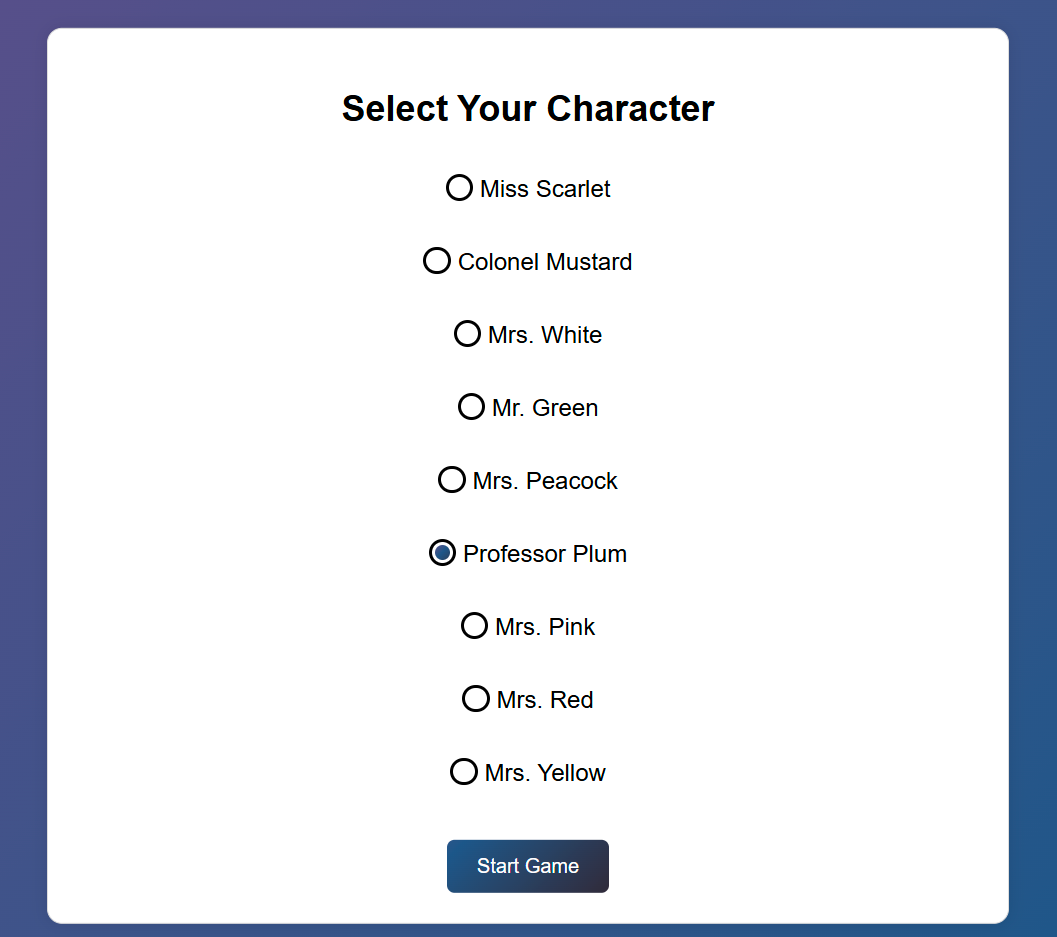 Select Your Character
Miss Scarlet
Colonel Mustard
Mrs. White
Mr. Green
Mrs. Peacock
Professor Plum
Mrs. Pink
Mrs. Red
Mrs. Yellow
Start Game